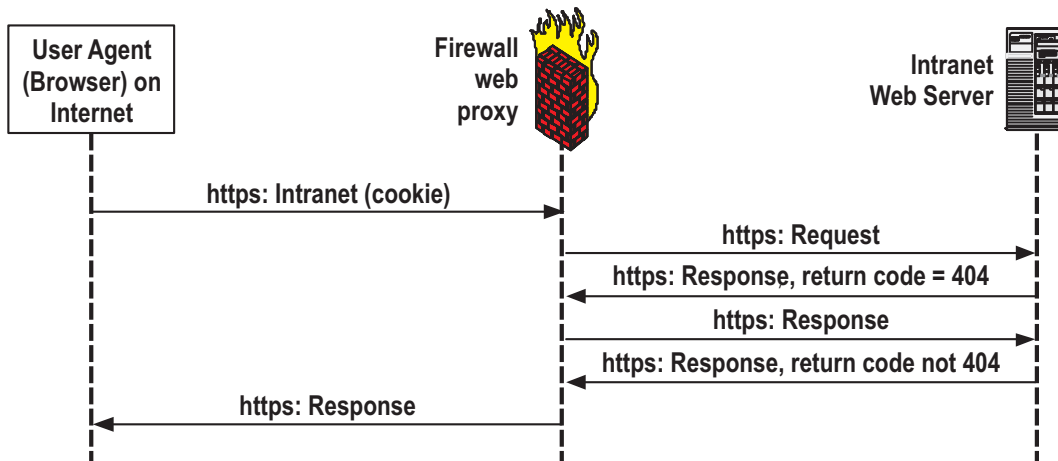 User Agent
(Browser) on
Internet
Firewall
web
proxy
Intranet
Web Server
https: Intranet (cookie)
https: Request
https: Response, return code = 404
https: Response
https: Response, return code not 404
https: Response